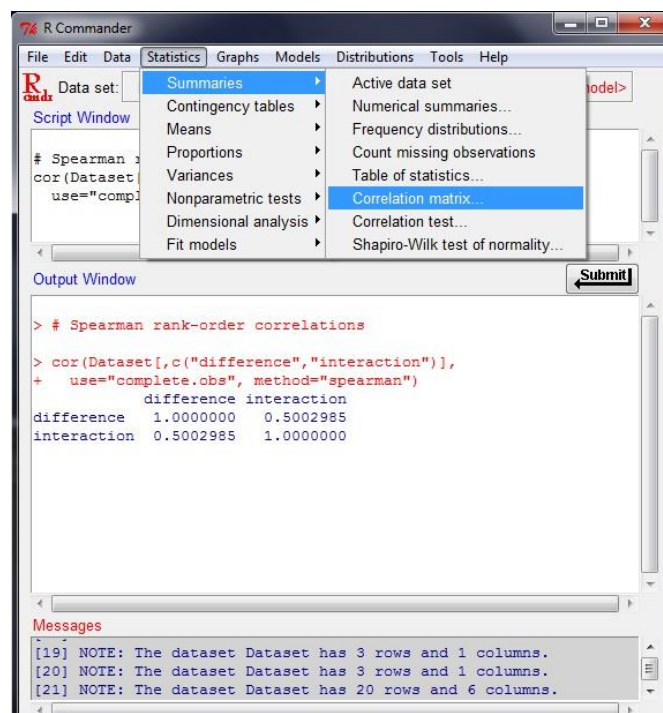 R Commander
File Edit Data Statistics Graphs Models Distributions Tools Help
R
cmdr
Data set:
model>
Summaries
Contingency tables
Means
Proportions
Variances
Nonparametric tests
Dimensional analysis
Fit models
Active data set
Numerical summaries...
Frequency distributions...
Count missing observations
Table of statistics...
Correlation matrix...
Correlation test...
Shapiro-Wilk test of normality...
Script Window
# Spearman
cor(Dataset[
use="comp
Output Window
Submit
> # Spearman rank-order correlations
> cor(Dataset[,c("difference","interaction")],
+ use="complete.obs", method="spearman")
difference interaction
difference 1.0000000 0.5002985
interaction 0.5002985 1.0000000
Messages
[19] NOTE: The dataset Dataset has 3 rows and 1 columns.
[20] NOTE: The dataset Dataset has 3 rows and 1 columns.
[21] NOTE: The dataset Dataset has 20 rows and 6 columns.